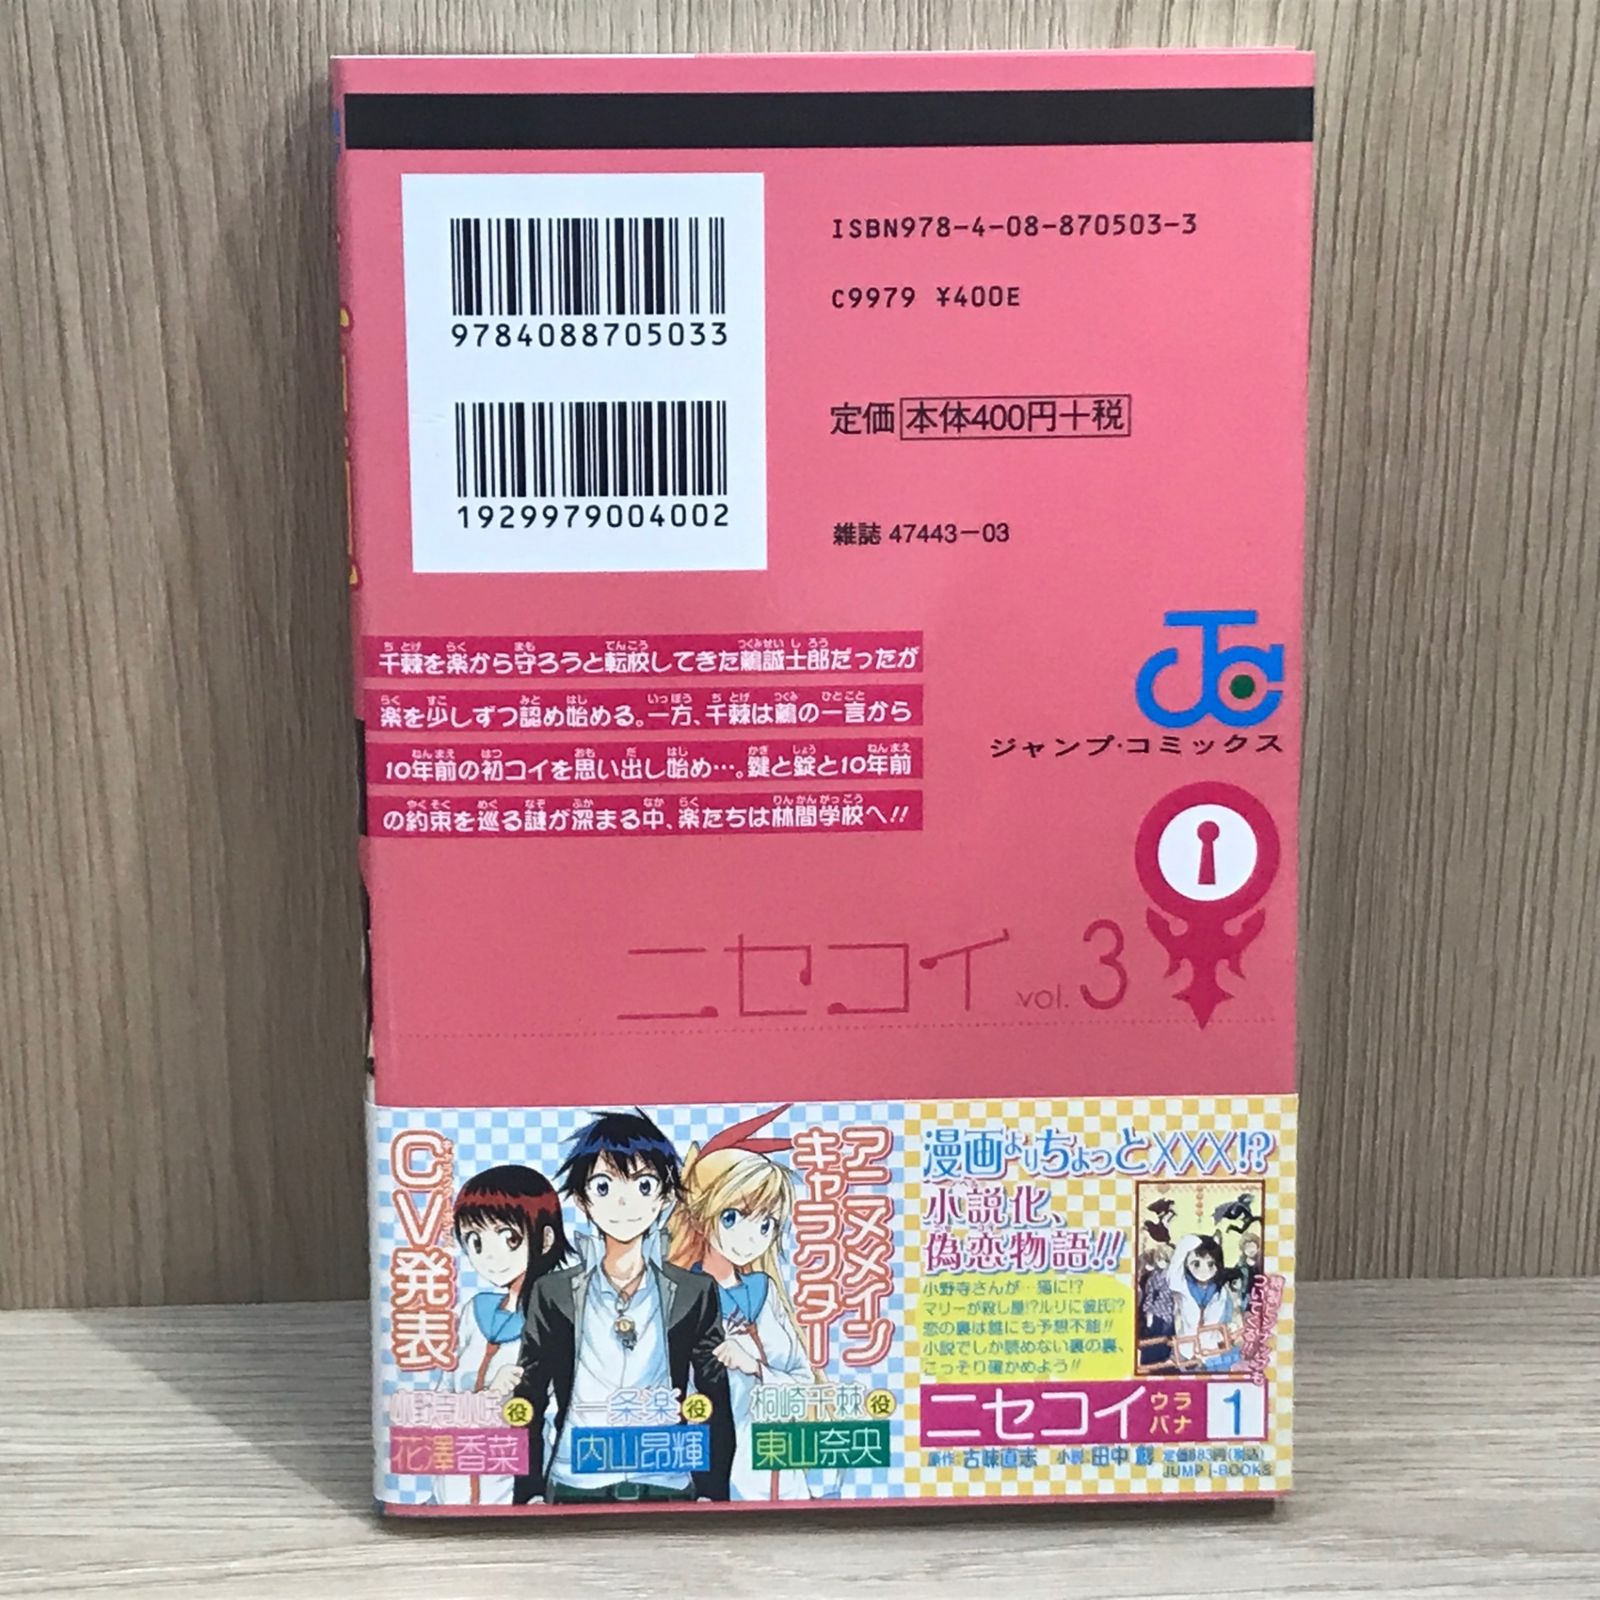 ISBN978-4-08-870503-3
C9979 ¥400E
9784088705033
1929979004002
定価 本体400円+税
雑誌 47443-03
千棘を楽から守ろうと転校してきた鶫誠士郎だったが
楽を少しずつ認め始める。一方、千棘は鶫の一言から
10年前の初コイを思い出し始め…。鍵と錠と10年前
の約束を巡る謎が深まる中、楽たちは林間学校へ!!
JC
ジャンプ・コミックス
ニセコイ vol.3
アニメメイン
キャラクター
CV発表
小野寺小咲役
花澤香菜
一条楽役
内山昂輝
桐崎千棘役
東山奈央
漫画よりちょっとXXX!?
小説化、
偽恋物語!!
小野寺さんが…猫に!?
マリーが殺し屋!?ルリに彼氏!?
恋の裏は誰にも予想不能!!
小説でしか読めない裏の裏、
こっそり確かめよう!!
ニセコイ ウラバナ 1
原作:古味直志 小説:田中創
JUMP j-BOOKS